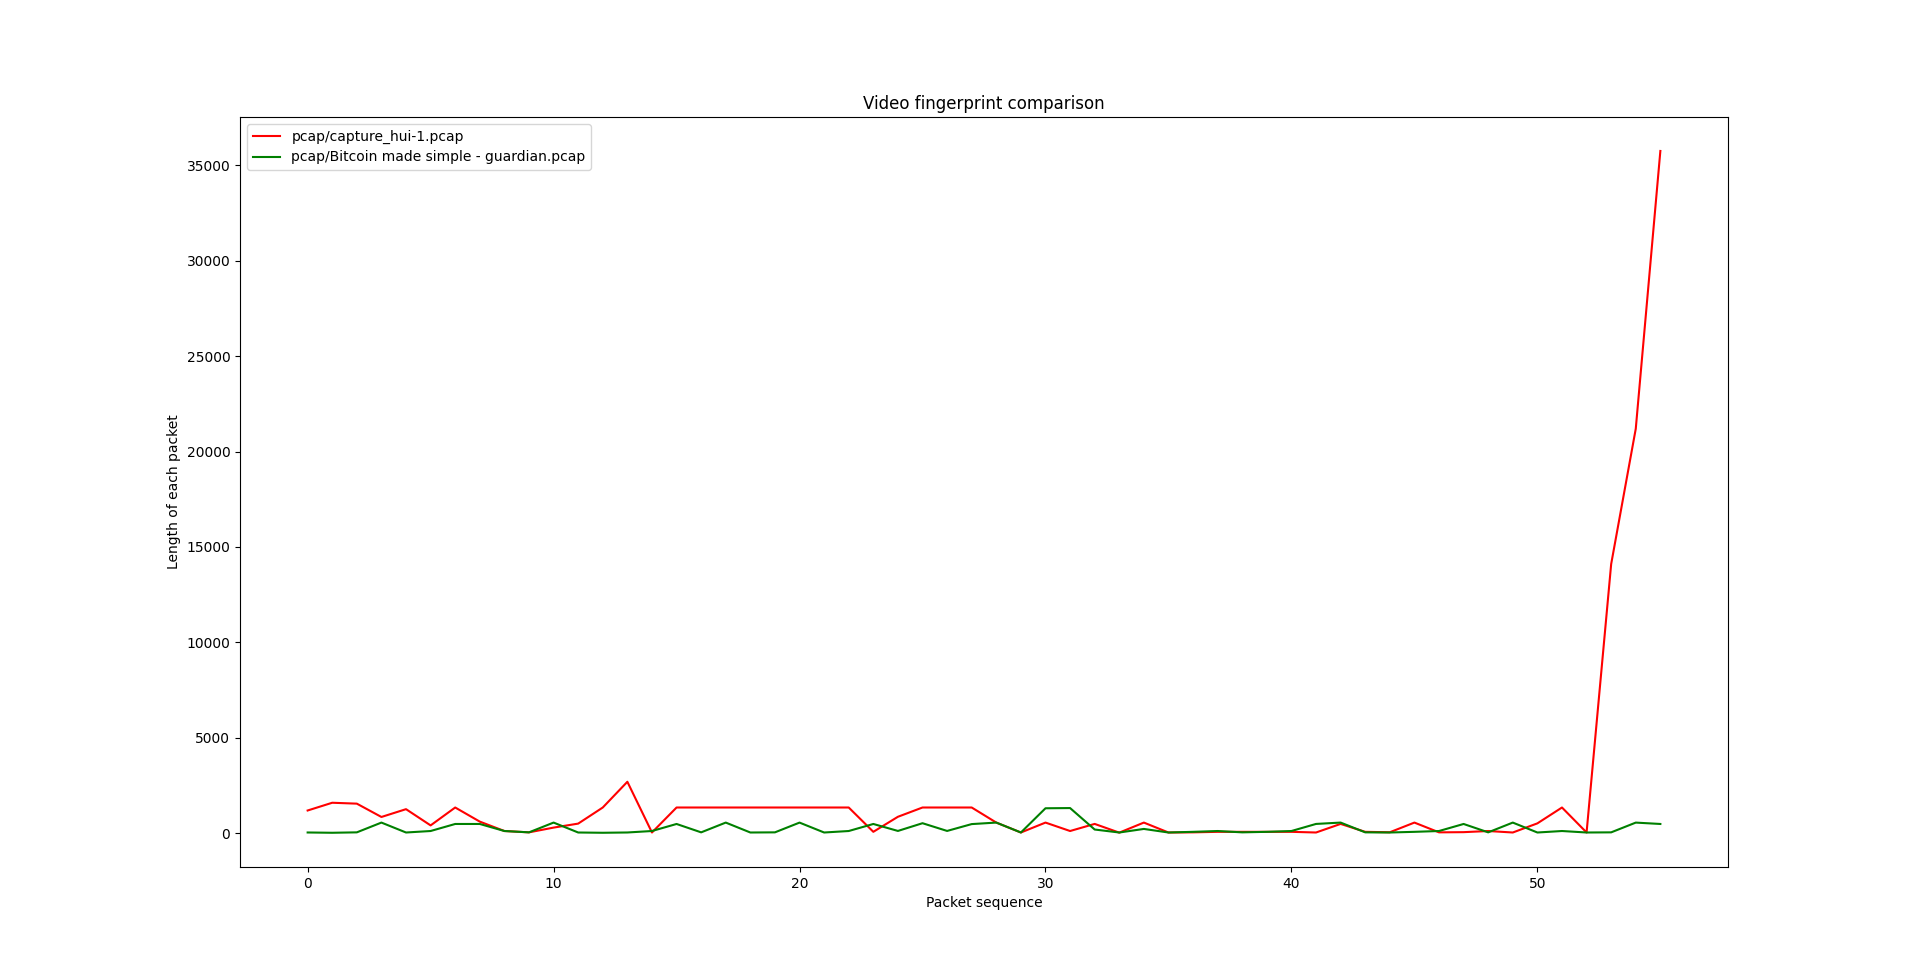 Video fingerprint comparison
pcap/capture_hui-1.pcap
pcap/Bitcoin made simple - guardian.pcap
35000
30000
25000
20000
15000
10000
5000
0
Length of each packet
0 10 20 30 40 50
Packet sequence